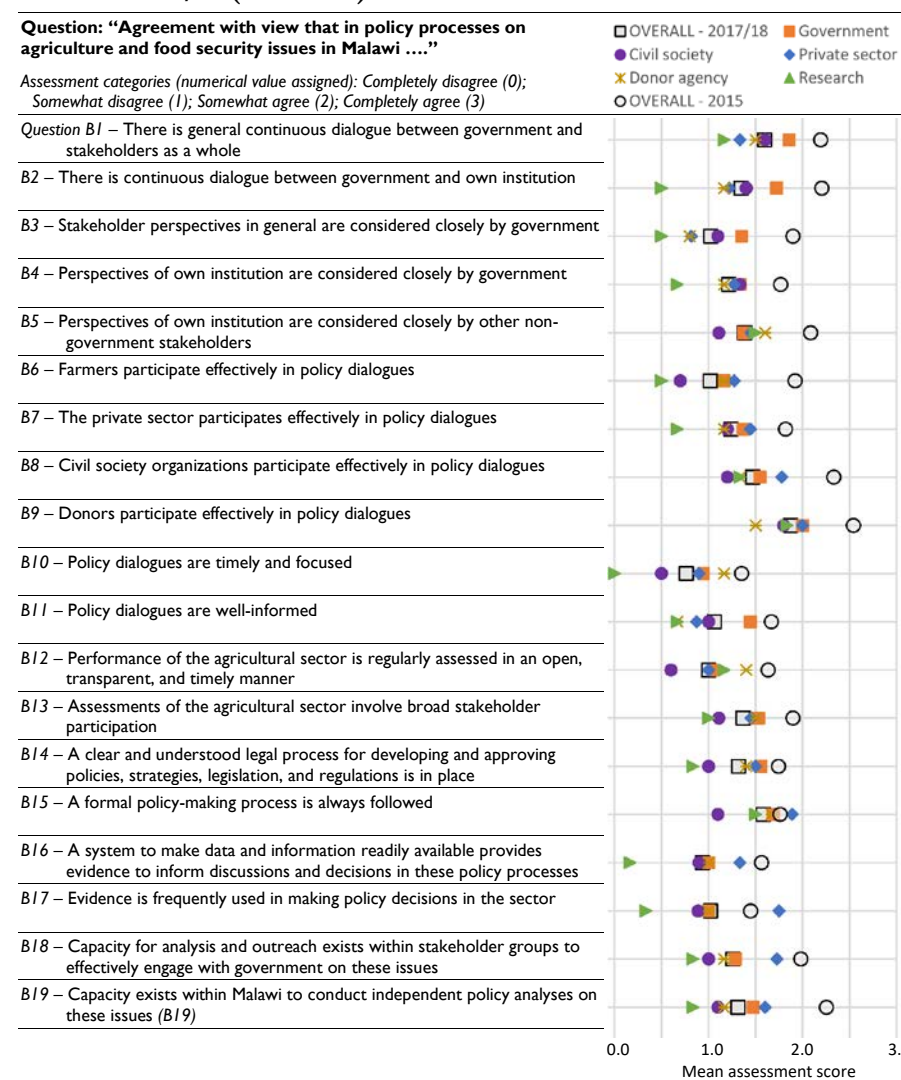 Question: “Agreement with view that in policy processes on
agriculture and food security issues in Malawi ....”
Assessment categories (numerical value assigned): Completely disagree (0);
Somewhat disagree (1); Somewhat agree (2); Completely agree (3)
OVERALL - 2017/18 Government
Civil society Private sector
Donor agency Research
OVERALL - 2015
Question B1 – There is general continuous dialogue between government and
stakeholders as a whole
B2 – There is continuous dialogue between government and own institution
B3 – Stakeholder perspectives in general are considered closely by government
B4 – Perspectives of own institution are considered closely by government
B5 – Perspectives of own institution are considered closely by other non-
government stakeholders
B6 – Farmers participate effectively in policy dialogues
B7 – The private sector participates effectively in policy dialogues
B8 – Civil society organizations participate effectively in policy dialogues
B9 – Donors participate effectively in policy dialogues
B10 – Policy dialogues are timely and focused
B11 – Policy dialogues are well-informed
B12 – Performance of the agricultural sector is regularly assessed in an open,
transparent, and timely manner
B13 – Assessments of the agricultural sector involve broad stakeholder
participation
B14 – A clear and understood legal process for developing and approving
policies, strategies, legislation, and regulations is in place
B15 – A formal policy-making process is always followed
B16 – A system to make data and information readily available provides
evidence to inform discussions and decisions in these policy processes
B17 – Evidence is frequently used in making policy decisions in the sector
B18 – Capacity for analysis and outreach exists within stakeholder groups to
effectively engage with government on these issues
B19 – Capacity exists within Malawi to conduct independent policy analyses on
these issues (B19)
0.0 1.0 2.0 3.
Mean assessment score